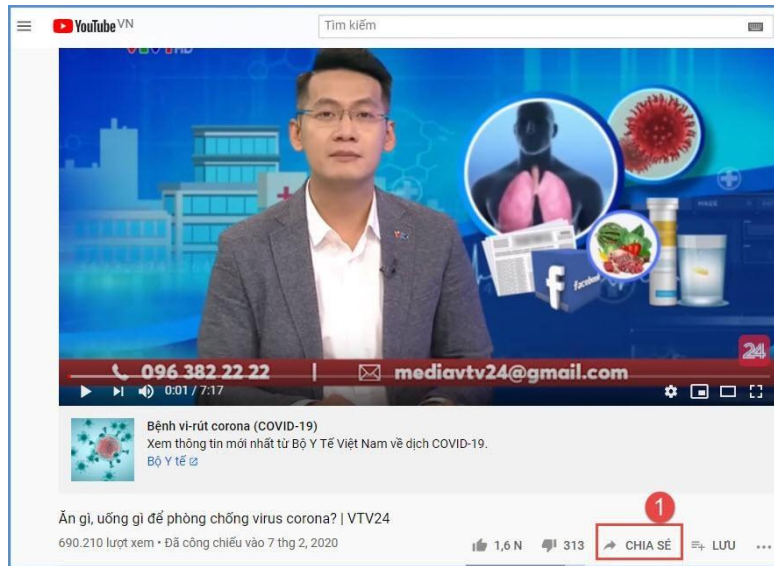 YouTube VN
Tìm kiếm
24
facebook
096 382 22 22 | mediavtv24@gmail.com
0:01 / 7:17
Bệnh vi-rút corona (COVID-19)
Xem thông tin mới nhất từ Bộ Y Tế Việt Nam về dịch COVID-19.
Bộ Y tế
1
Ăn gì, uống gì để phòng chống virus corona? | VTV24
690.210 lượt xem • Đã công chiếu vào 7 thg 2, 2020
1,6 N 313 CHIA SẺ LƯU